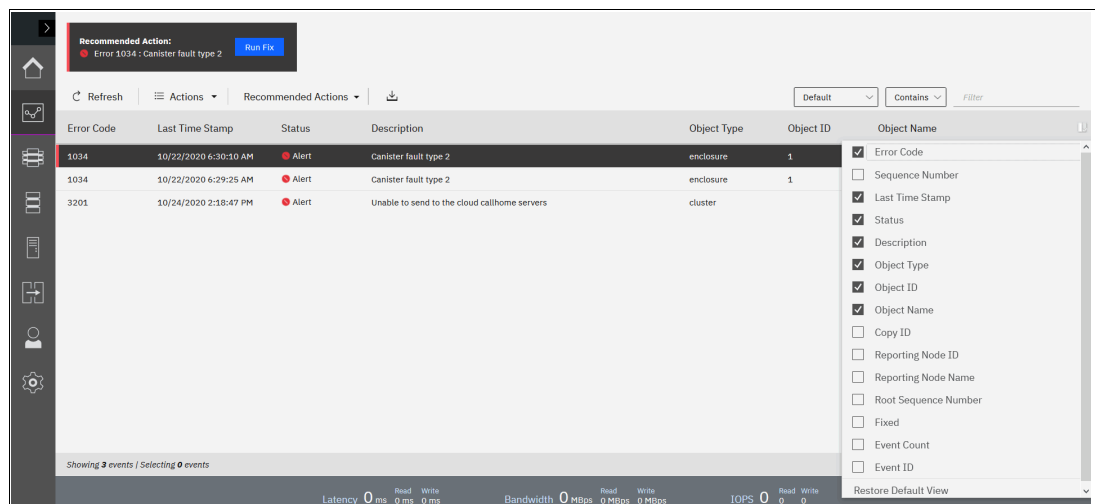 Recommended Action:
Error 1034 : Canister fault type 2
Run Fix
Refresh Actions Recommended Actions Default Contains Filter
Error Code Last Time Stamp Status Description Object Type Object ID Object Name
1034 10/22/2020 6:30:10 AM Alert Canister fault type 2 enclosure 1
1034 10/22/2020 6:29:25 AM Alert Canister fault type 2 enclosure 1
3201 10/24/2020 2:18:47 PM Alert Unable to send to the cloud callhome servers cluster
Error Code
Sequence Number
Last Time Stamp
Status
Description
Object Type
Object ID
Object Name
Copy ID
Reporting Node ID
Reporting Node Name
Root Sequence Number
Fixed
Event Count
Event ID
Restore Default View
Showing 3 events | Selecting 0 events
Latency 0 ms Read 0 ms Write 0 ms Bandwidth 0 MBps Read 0 MBps Write 0 MBps IOPS 0 Read 0 Write 0